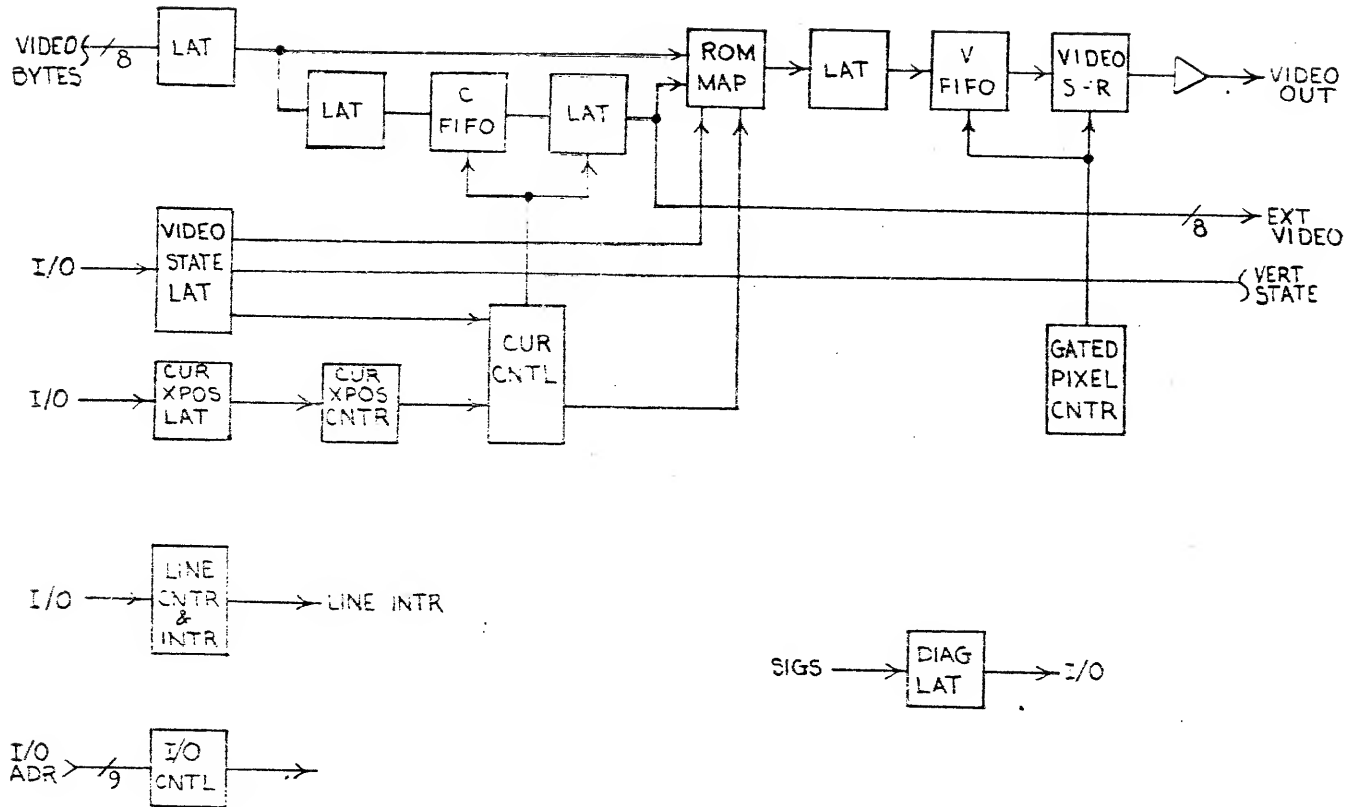 VIDEO
BYTES
8
LAT
ROM
MAP
LAT
V
FIFO
VIDEO
S-R
VIDEO
OUT
LAT
C
FIFO
LAT
8
EXT
VIDEO
I/O
VIDEO
STATE
LAT
VERT
STATE
CUR
CNTL
GATED
PIXEL
CNTR
I/O
CUR
XPOS
LAT
CUR
XPOS
CNTR
I/O
LINE
CNTR
&
INTR
LINE INTR
SIGS
DIAG
LAT
I/O
I/O
ADR
9
I/O
CNTL